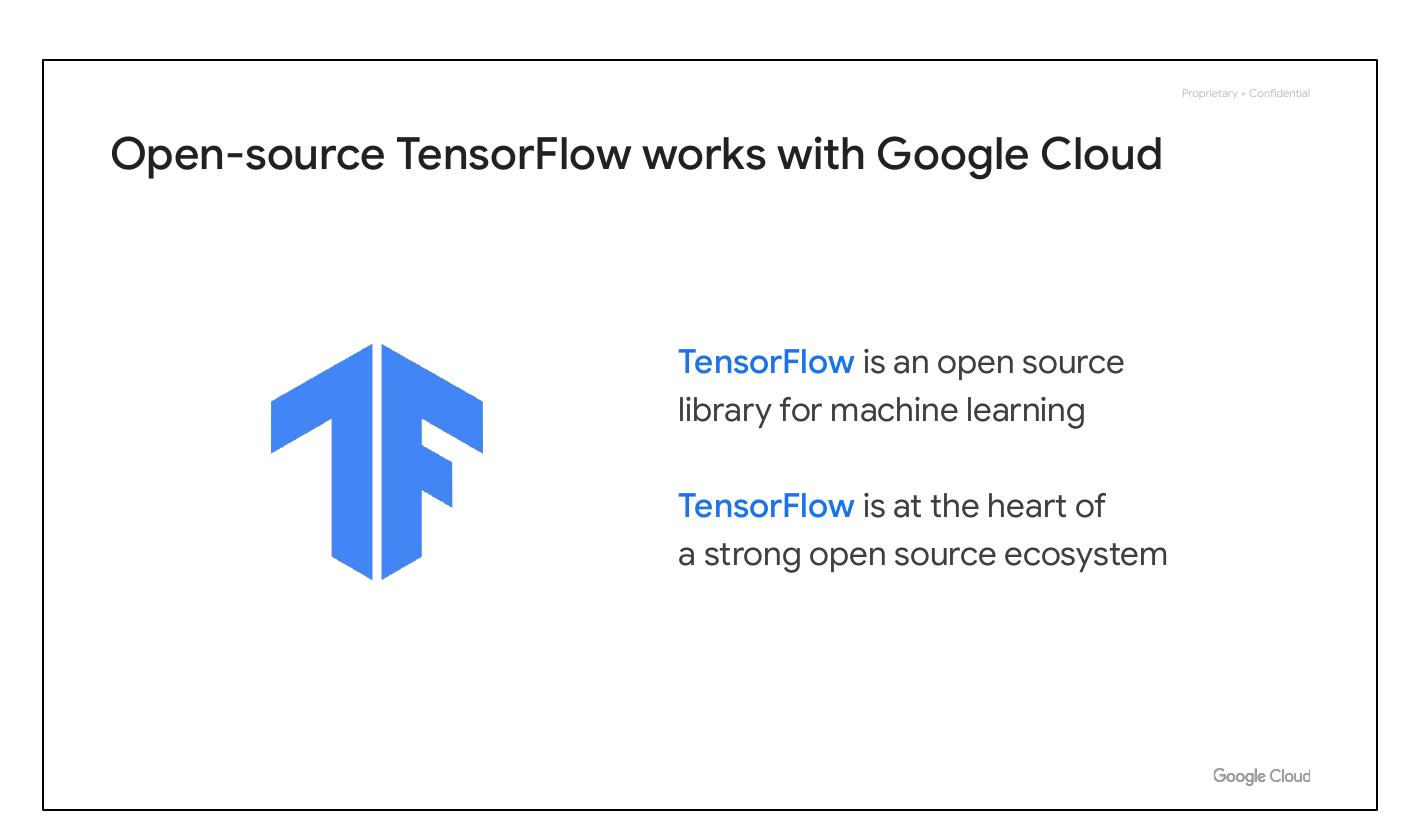 Proprietary + Confidential
Open-source TensorFlow works with Google Cloud
TensorFlow is an open source
library for machine learning
TensorFlow is at the heart of
a strong open source ecosystem
Google Cloud